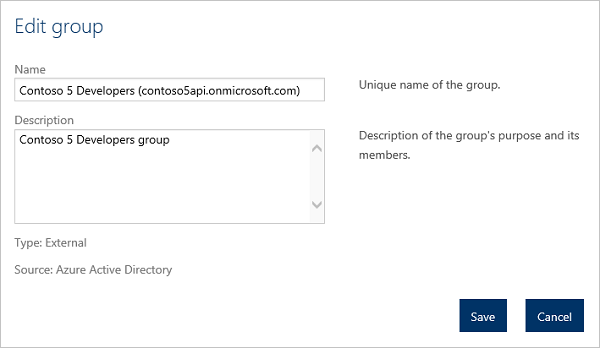 Edit group
Name
Contoso 5 Developers (contoso5api.onmicrosoft.com)
Unique name of the group.
Description
Contoso 5 Developers group
Description of the group's purpose and its
members.
Type: External
Source: Azure Active Directory
Save
Cancel